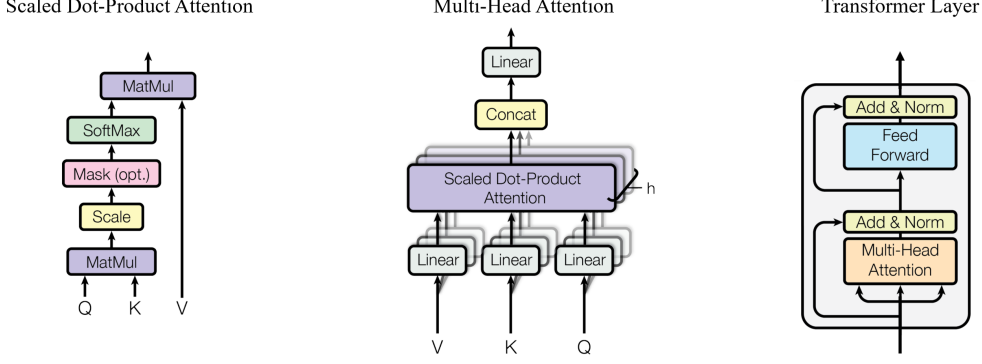 Scaled Dot-Product Attention
MatMul
SoftMax
Mask (opt.)
Scale
MatMul
Q K V
Multi-Head Attention
Linear
Concat
Scaled Dot-Product
Attention
h
Linear Linear Linear
V K Q
Transformer Layer
Add & Norm
Feed
Forward
Add & Norm
Multi-Head
Attention